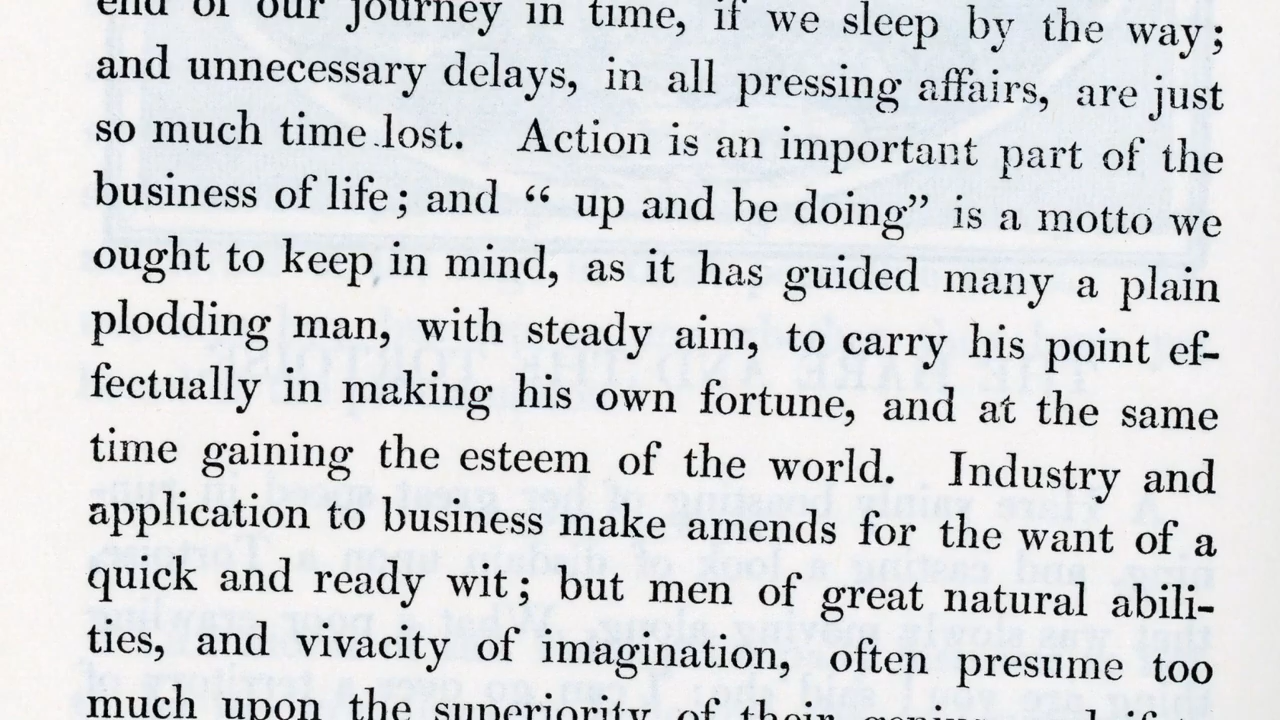 end of our journey in time, if we sleep by the way;
and unnecessary delays, in all pressing affairs, are just
so much time lost. Action is an important part of the
business of life; and “ up and be doing” is a motto we
ought to keep in mind, as it has guided many a plain
plodding man, with steady aim, to carry his point ef-
fectually in making his own fortune, and at the same
time gaining the esteem of the world. Industry and
application to business make amends for the want of a
quick and ready wit; but men of great natural abili-
ties, and vivacity of imagination, often presume too
much upon the superiority of their genius